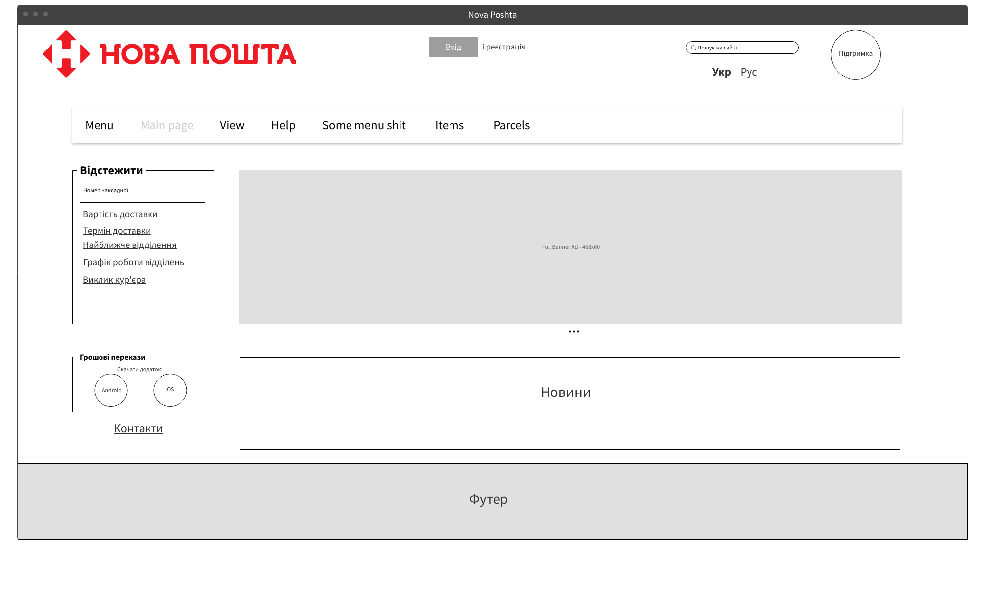 Nova Poshta
НОВА ПОШТА
Вхід і реєстрація
Пошук на сайті
Укр Рус
Підтримка
Menu Main page View Help Some menu shit Items Parcels
Відстежити
Номер накладної
Вартість доставки
Термін доставки
Найближче відділення
Графік роботи відділень
Виклик кур'єра
Full Banner Ad - 468x60
...
Грошові перекази
Скачати додаток:
Android IOS
Контакти
Новини
Футер